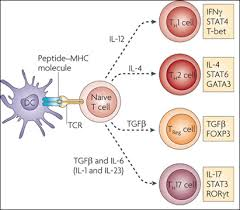 Peptide–MHC
molecule
DC
TCR
Naive
T cell
IL-12
IL-4
TGFβ
TGFβ and IL-6
(IL-1 and IL-23)
TH1 cell
IFNγ
STAT4
T-bet
TH2 cell
IL-4
STAT6
GATA3
TReg cell
TGFβ
FOXP3
TH17 cell
IL-17
STAT3
RORγt